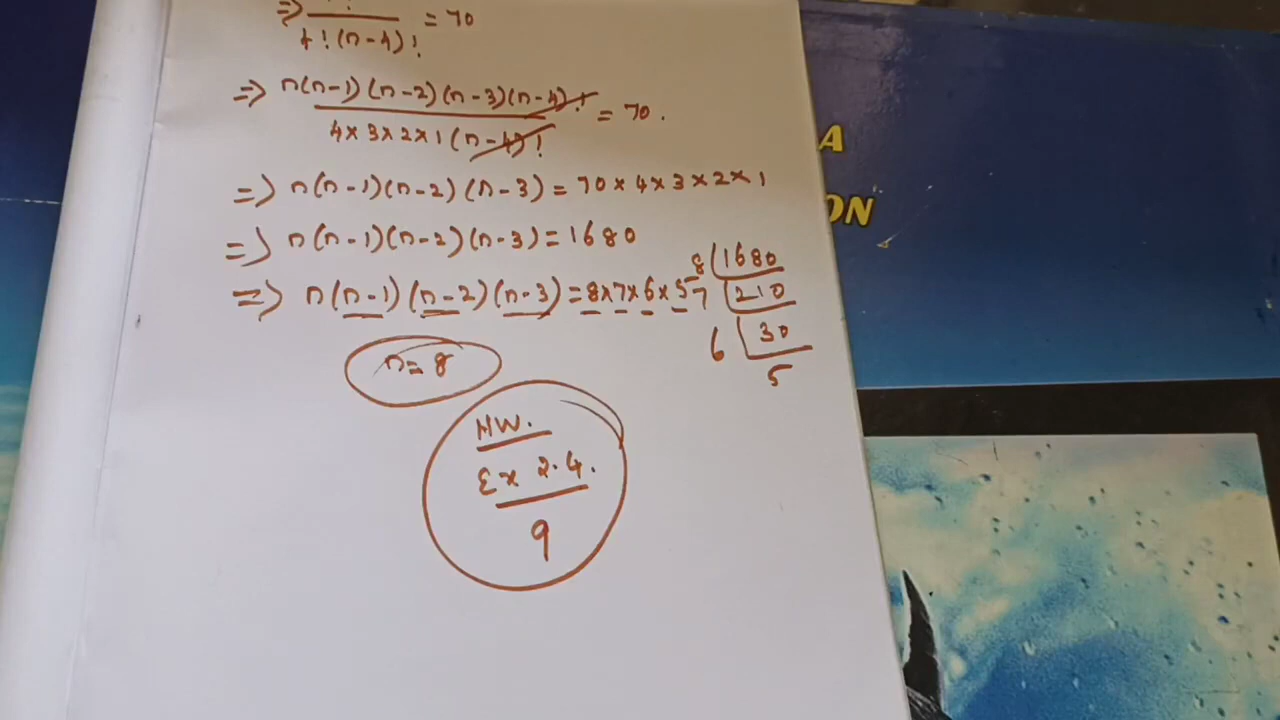 ⇒ ! / 4!(n-4)! = 70
⇒ n(n-1)(n-2)(n-3)(n-4)! / 4×3×2×1(n-4)! = 70.
⇒ n(n-1)(n-2)(n-3) = 70×4×3×2×1
⇒ n(n-1)(n-2)(n-3) = 1680
⇒ n(n-1)(n-2)(n-3) = 8×7×6×5
8 1680
7 210
6 30
5
n = 8
HW.
Ex 2.4.
9
A
ON